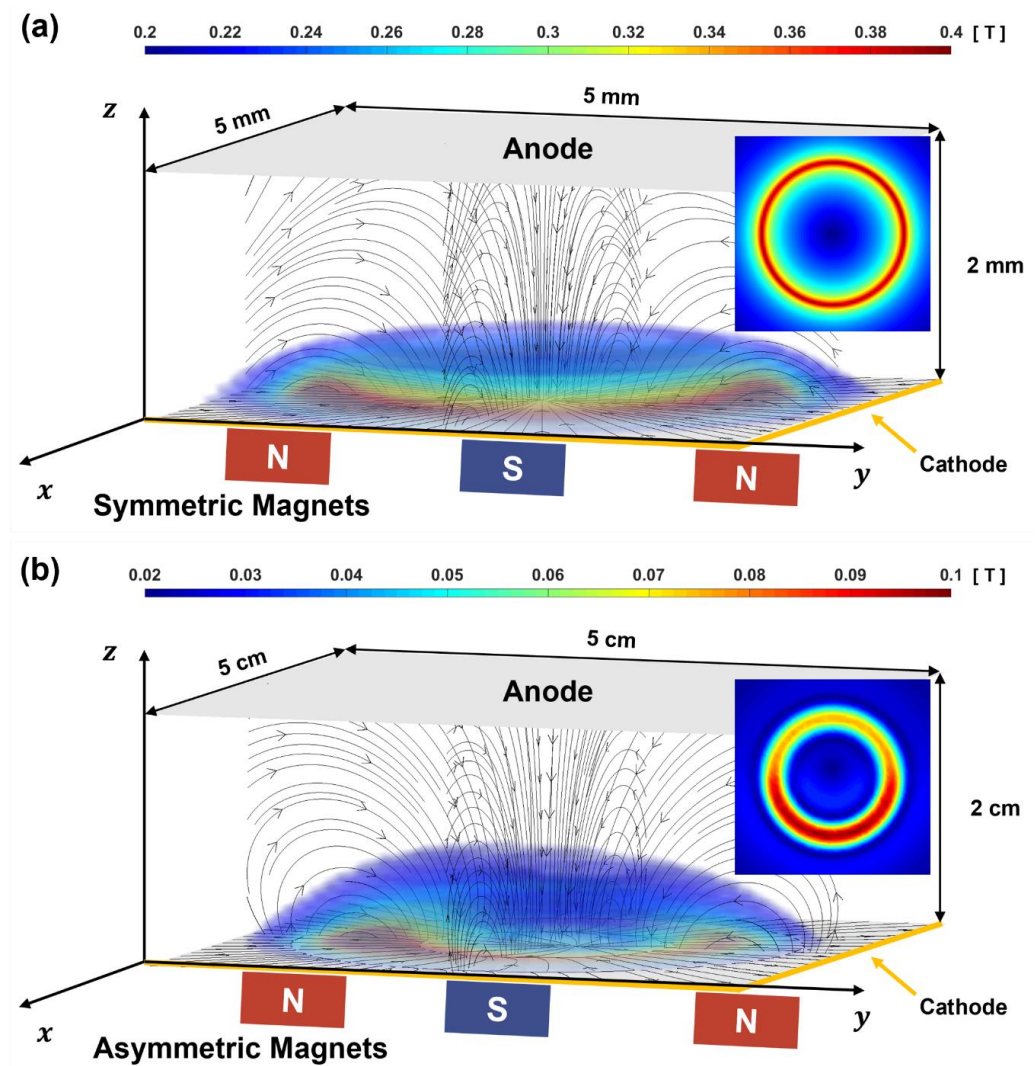 (a)
0.2 0.22 0.24 0.26 0.28 0.3 0.32 0.34 0.36 0.38 0.4 [ T ]
z
5 mm
5 mm
Anode
2 mm
N
S
N
x
y
Cathode
Symmetric Magnets
(b)
0.02 0.03 0.04 0.05 0.06 0.07 0.08 0.09 0.1 [ T ]
z
5 cm
5 cm
Anode
2 cm
N
S
N
x
y
Cathode
Asymmetric Magnets